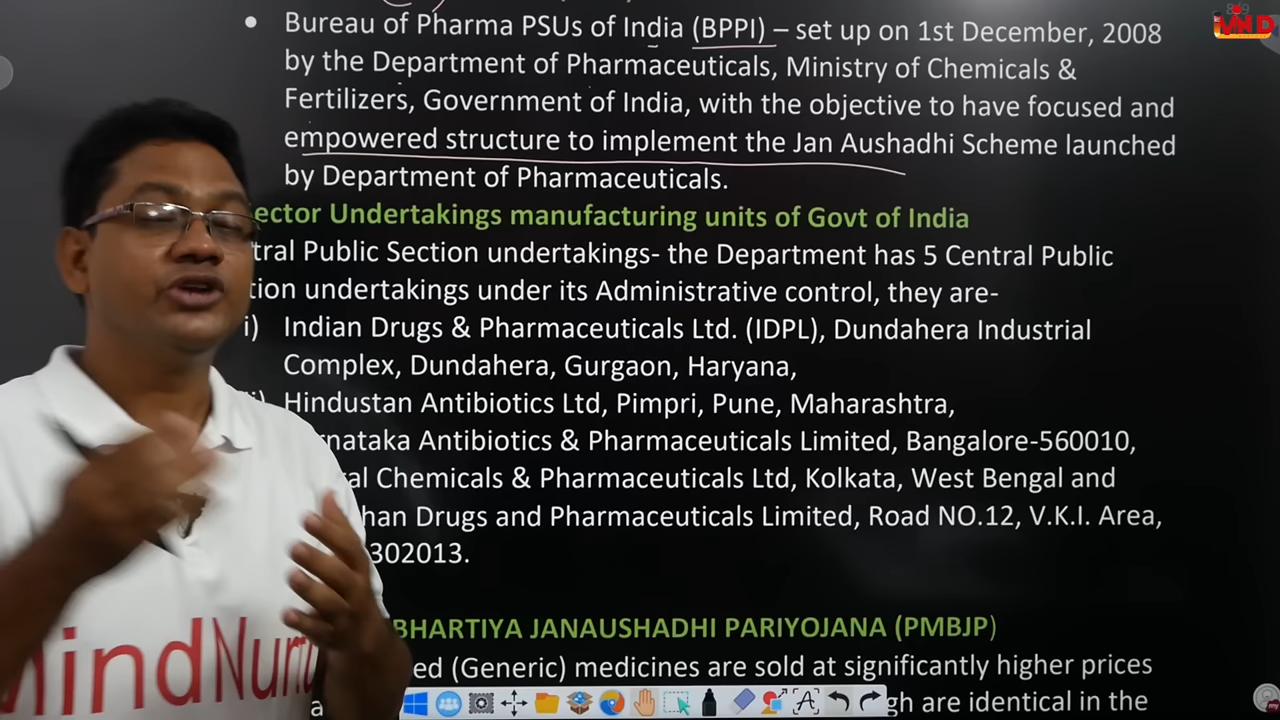 Bureau of Pharma PSUs of India (BPPI) – set up on 1st December, 2008
by the Department of Pharmaceuticals, Ministry of Chemicals &
Fertilizers, Government of India, with the objective to have focused and
empowered structure to implement the Jan Aushadhi Scheme launched
by Department of Pharmaceuticals.
ector Undertakings manufacturing units of Govt of India
tral Public Section undertakings- the Department has 5 Central Public
tion undertakings under its Administrative control, they are-
i) Indian Drugs & Pharmaceuticals Ltd. (IDPL), Dundahera Industrial
Complex, Dundahera, Gurgaon, Haryana,
Hindustan Antibiotics Ltd, Pimpri, Pune, Maharashtra,
rnataka Antibiotics & Pharmaceuticals Limited, Bangalore-560010,
al Chemicals & Pharmaceuticals Ltd, Kolkata, West Bengal and
han Drugs and Pharmaceuticals Limited, Road NO.12, V.K.I. Area,
302013.
BHARTIYA JANAUSHADHI PARIYOJANA (PMBJP)
ed (Generic) medicines are sold at significantly higher prices
gh are identical in the